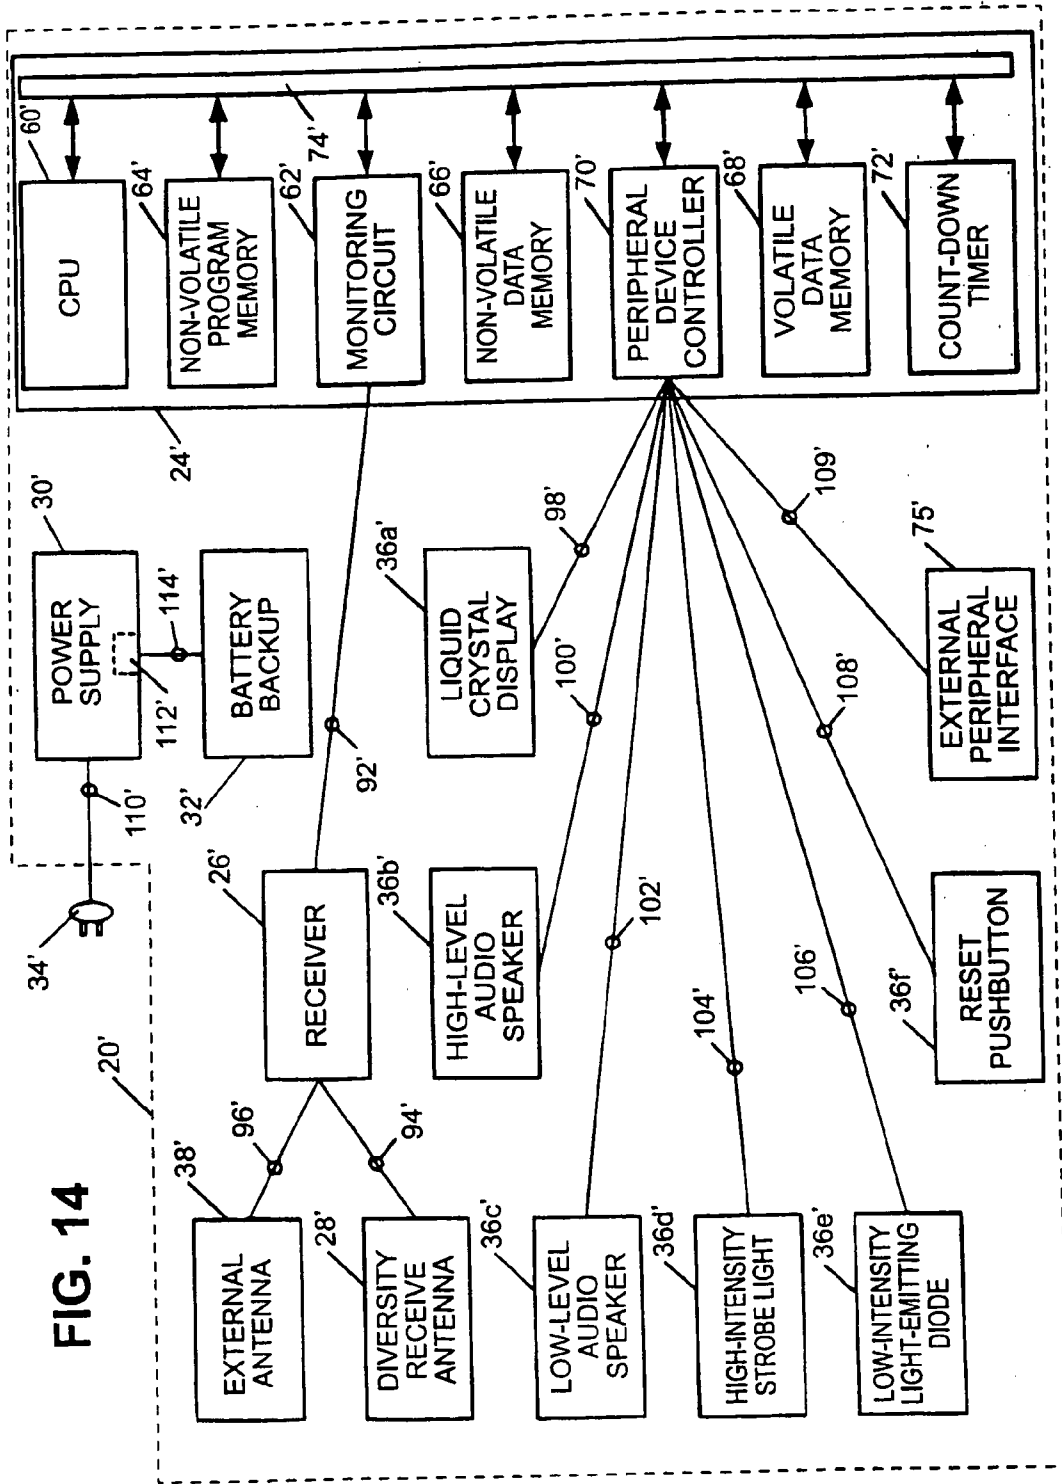 FIG. 14
20'
34'
110'
30'
POWER
SUPPLY
112'
114'
32'
BATTERY
BACKUP
24'
60'
CPU
64'
NON-VOLATILE
PROGRAM
MEMORY
74'
62'
MONITORING
CIRCUIT
66'
NON-VOLATILE
DATA
MEMORY
70'
PERIPHERAL
DEVICE
CONTROLLER
68'
VOLATILE
DATA
MEMORY
72'
COUNT-DOWN
TIMER
38'
EXTERNAL
ANTENNA
96'
28'
DIVERSITY
RECEIVE
ANTENNA
94'
26'
RECEIVER
92'
36a'
LIQUID
CRYSTAL
DISPLAY
98'
36b'
HIGH-LEVEL
AUDIO
SPEAKER
100'
36c'
LOW-LEVEL
AUDIO
SPEAKER
102'
36d'
HIGH-INTENSITY
STROBE LIGHT
104'
36e'
LOW-INTENSITY
LIGHT-EMITTING
DIODE
106'
36f'
RESET
PUSHBUTTON
108'
75'
EXTERNAL
PERIPHERAL
INTERFACE
109'